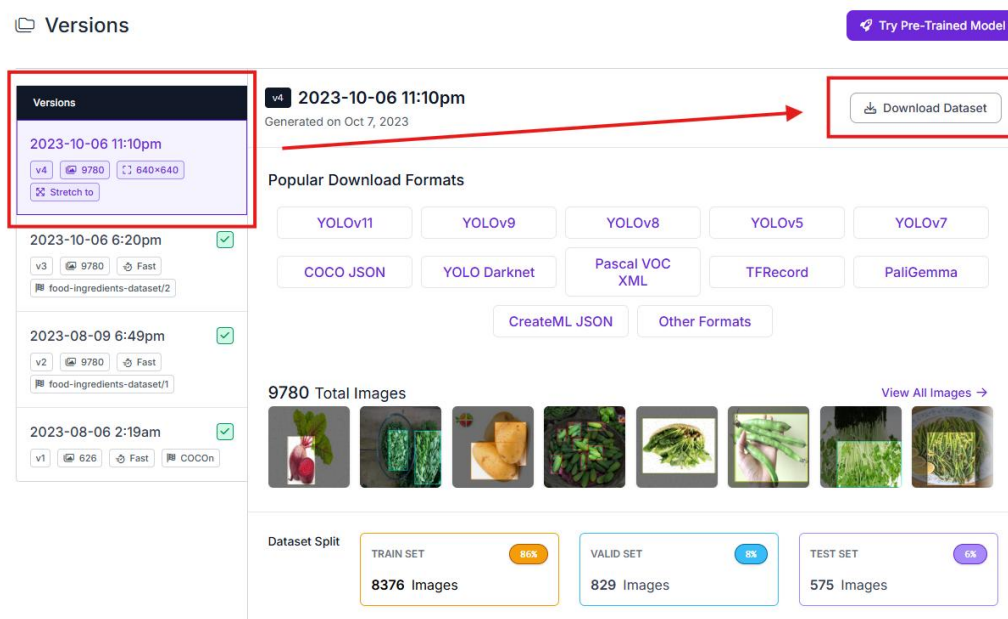 Versions
Try Pre-Trained Model
Versions
2023-10-06 11:10pm
v4 9780 640×640
Stretch to
2023-10-06 6:20pm
v3 9780 Fast
food-ingredients-dataset/2
2023-08-09 6:49pm
v2 9780 Fast
food-ingredients-dataset/1
2023-08-06 2:19am
v1 626 Fast COCOn
v4 2023-10-06 11:10pm
Generated on Oct 7, 2023
Download Dataset
Popular Download Formats
YOLOv11 YOLOv9 YOLOv8 YOLOv5 YOLOv7
COCO JSON YOLO Darknet Pascal VOC XML TFRecord PaliGemma
CreateML JSON Other Formats
9780 Total Images
View All Images →
Dataset Split
TRAIN SET 86%
8376 Images
VALID SET 8%
829 Images
TEST SET 6%
575 Images